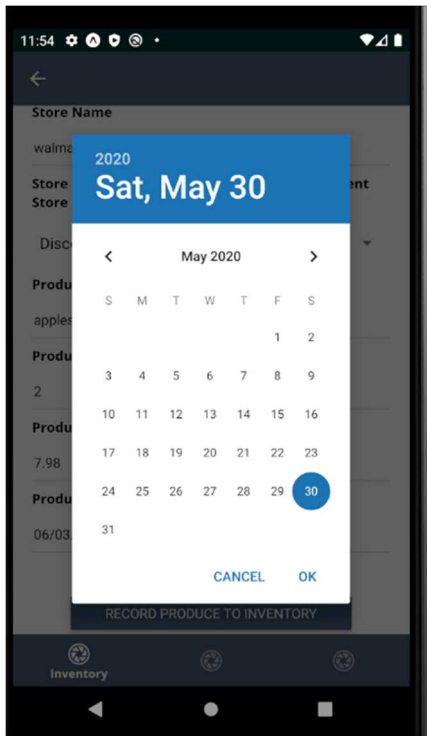 11:54
Store Name
walma
2020
Sat, May 30
Store ent
Store
Disc
May 2020
S M T W T F S
Produ
1 2
apples
3 4 5 6 7 8 9
Produ
2
10 11 12 13 14 15 16
Produ
17 18 19 20 21 22 23
7.98
24 25 26 27 28 29 30
Produ
06/03
31
CANCEL OK
RECORD PRODUCE TO INVENTORY
Inventory